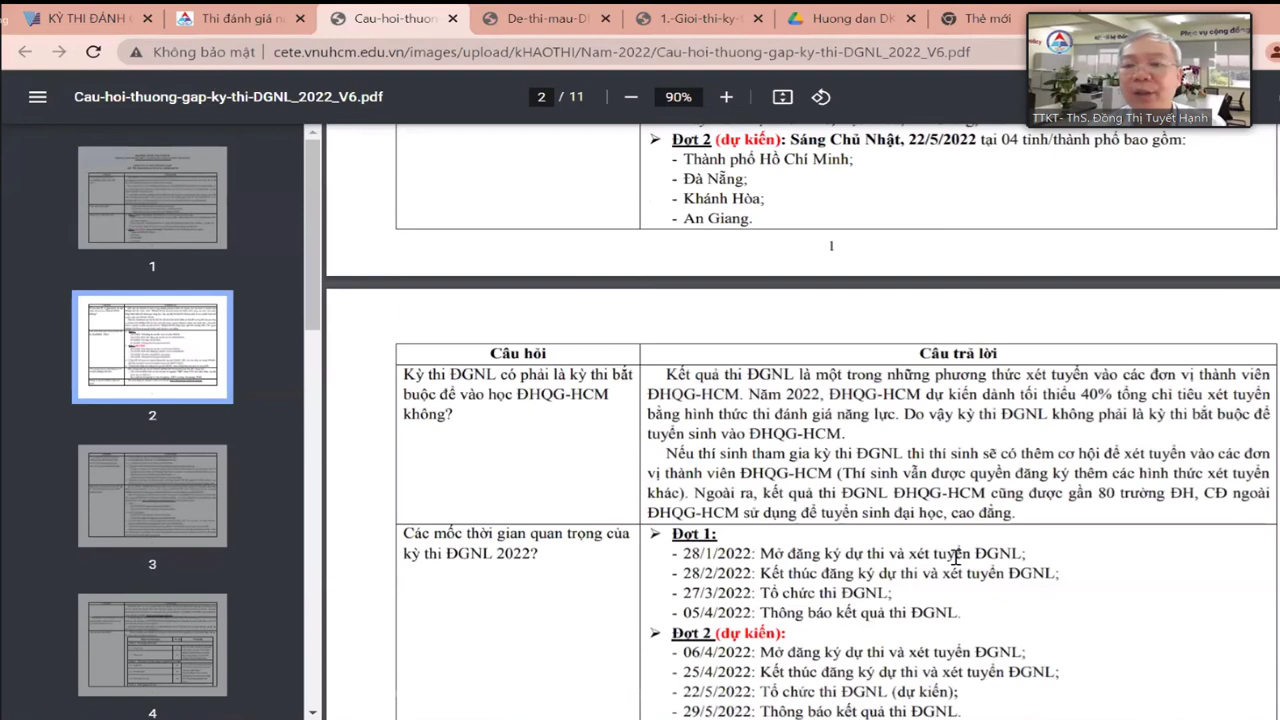 KỲ THI ĐÁNH
Thi đánh giá n
Cau-hoi-thuon
De-thi-mau-D
1.-Gioi-thi-ky-
Huong dan DK
Thẻ mới
Không bảo mật
cete.vnuhcm.edu.vn/images/upload/KHAOTHI/Nam-2022/Cau-hoi-thuong-gap-ky-thi-DGNL_2022_V6.pdf
Phục vụ cộng đồng
TTKT- ThS. Đồng Thị Tuyết Hạnh
Cau-hoi-thuong-gap-ky-thi-DGNL_2022_V6.pdf
2 / 11
90%
Đợt 2 (dự kiến): Sáng Chủ Nhật, 22/5/2022 tại 04 tỉnh/thành phố bao gồm:
- Thành phố Hồ Chí Minh;
- Đà Nẵng;
- Khánh Hòa;
- An Giang.
1
Câu hỏi
Câu trả lời
Kỳ thi ĐGNL có phải là kỳ thi bắt
buộc để vào học ĐHQG-HCM
không?
Kết quả thi ĐGNL là một trong những phương thức xét tuyển vào các đơn vị thành viên
ĐHQG-HCM. Năm 2022, ĐHQG-HCM dự kiến dành tối thiểu 40% tổng chỉ tiêu xét tuyển
bằng hình thức thi đánh giá năng lực. Do vậy kỳ thi ĐGNL không phải là kỳ thi bắt buộc để
tuyển sinh vào ĐHQG-HCM.
Nếu thí sinh tham gia kỳ thi ĐGNL thì thí sinh sẽ có thêm cơ hội để xét tuyển vào các đơn
vị thành viên ĐHQG-HCM (Thí sinh vẫn được quyền đăng ký thêm các hình thức xét tuyển
khác). Ngoài ra, kết quả thi ĐGNL ĐHQG-HCM cũng được gần 80 trường ĐH, CĐ ngoài
ĐHQG-HCM sử dụng để tuyển sinh đại học, cao đẳng.
Các mốc thời gian quan trọng của
kỳ thi ĐGNL 2022?
Đợt 1:
- 28/1/2022: Mở đăng ký dự thi và xét tuyển ĐGNL;
- 28/2/2022: Kết thúc đăng ký dự thi và xét tuyển ĐGNL;
- 27/3/2022: Tổ chức thi ĐGNL;
- 05/4/2022: Thông báo kết quả thi ĐGNL.
Đợt 2 (dự kiến):
- 06/4/2022: Mở đăng ký dự thi và xét tuyển ĐGNL;
- 25/4/2022: Kết thúc đăng ký dự thi và xét tuyển ĐGNL;
- 22/5/2022: Tổ chức thi ĐGNL (dự kiến);
- 29/5/2022: Thông báo kết quả thi ĐGNL.
1
2
3
4